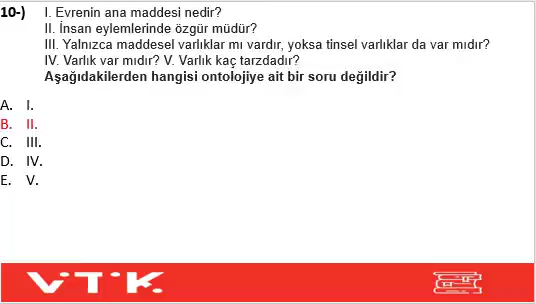 10-) I. Evrenin ana maddesi nedir?
II. İnsan eylemlerinde özgür müdür?
III. Yalnızca maddesel varlıklar mı vardır, yoksa tinsel varlıklar da var mıdır?
IV. Varlık var mıdır? V. Varlık kaç tarzdadır?
Aşağıdakilerden hangisi ontolojiye ait bir soru değildir?
A. I.
B. II.
C. III.
D. IV.
E. V.
VTK